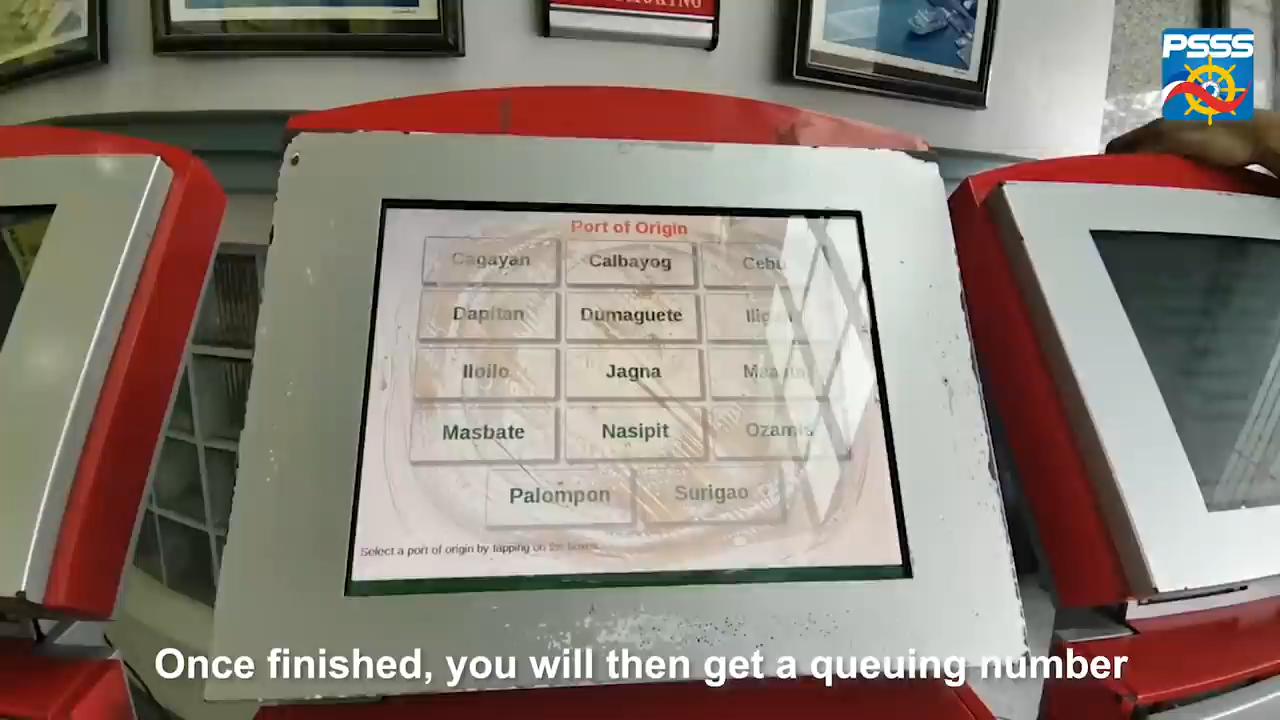 SMOKING
PSSS
Port of Origin
Cagayan Calbayog Cebu
Dapitan Dumaguete
Iloilo Jagna
Masbate Nasipit Ozamis
Palompon Surigao
Select a port of origin by tapping on the boxes
Once finished, you will then get a queuing number